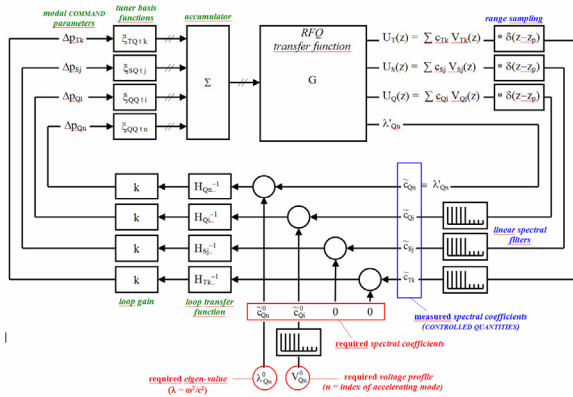 modal COMMAND parameters
tuner basis functions
accumulator
RFQ transfer function
G
range sampling
Δp_Tk ξ_TQtk U_T(z) = ∑ c_Tk V_Tk(z) * δ(z–z_p)
Δp_Sj ξ_SQtj U_S(z) = ∑ c_Sj V_Sj(z) * δ(z–z_p)
Σ
Δp_Qi ξ_QQti U_Q(z) = ∑ c_Qi V_Qi(z) * δ(z–z_p)
Δp_Qn ξ_QQtn λ'_Qn
k H_Qn⁻¹ c̃_Qn = λ'_Qn
k H_Qi⁻¹ c̃_Qi
linear spectral filters
k H_Sj⁻¹ c̃_Sj
k H_Tk⁻¹ c̃_Tk
loop gain
loop transfer function
c̃⁰_Qn c̃⁰_Qi 0 0
measured spectral coefficients
(CONTROLLED QUANTITIES)
required spectral coefficients
required eigen-value
(λ = ω²/c²)
λ⁰_Qn
V⁰_Qn
required voltage profile
(n = index of accelerating mode)